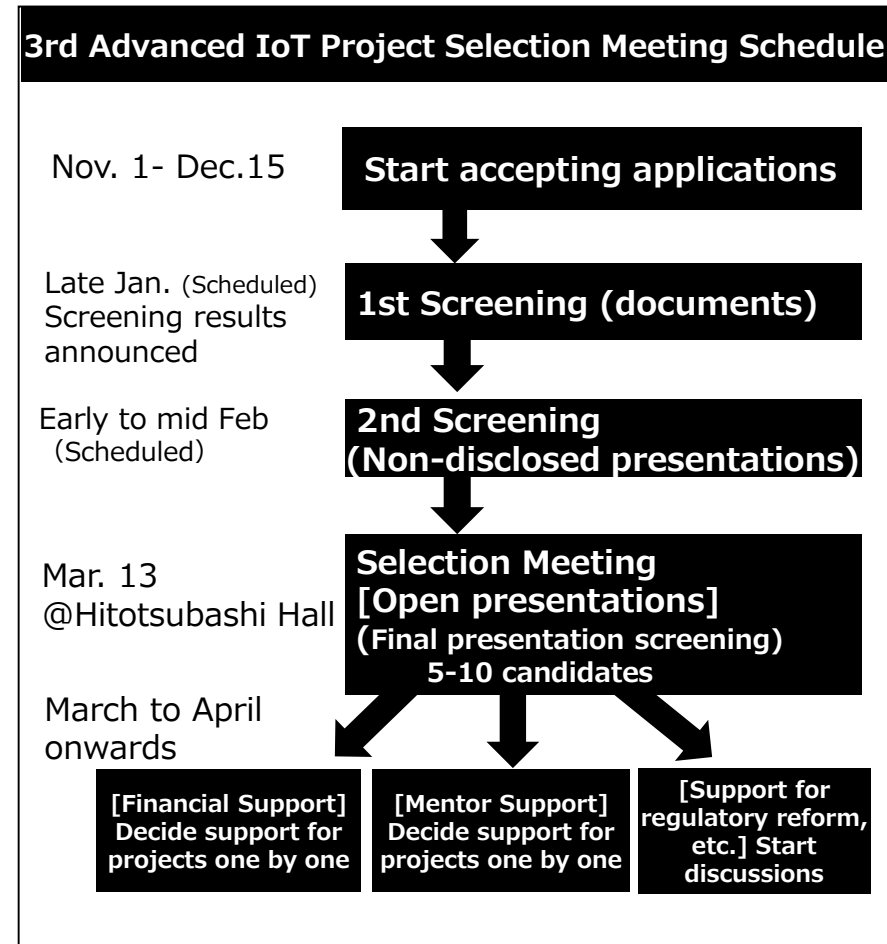 3rd Advanced IoT Project Selection Meeting Schedule
Nov. 1- Dec.15
Start accepting applications
Late Jan. (Scheduled)
Screening results
announced
1st Screening (documents)
Early to mid Feb
（Scheduled）
2nd Screening
(Non-disclosed presentations)
Mar. 13
@Hitotsubashi Hall
Selection Meeting
[Open presentations]
(Final presentation screening)
5-10 candidates
March to April
onwards
[Financial Support]
Decide support for
projects one by one
[Mentor Support]
Decide support for
projects one by one
[Support for
regulatory reform,
etc.] Start
discussions